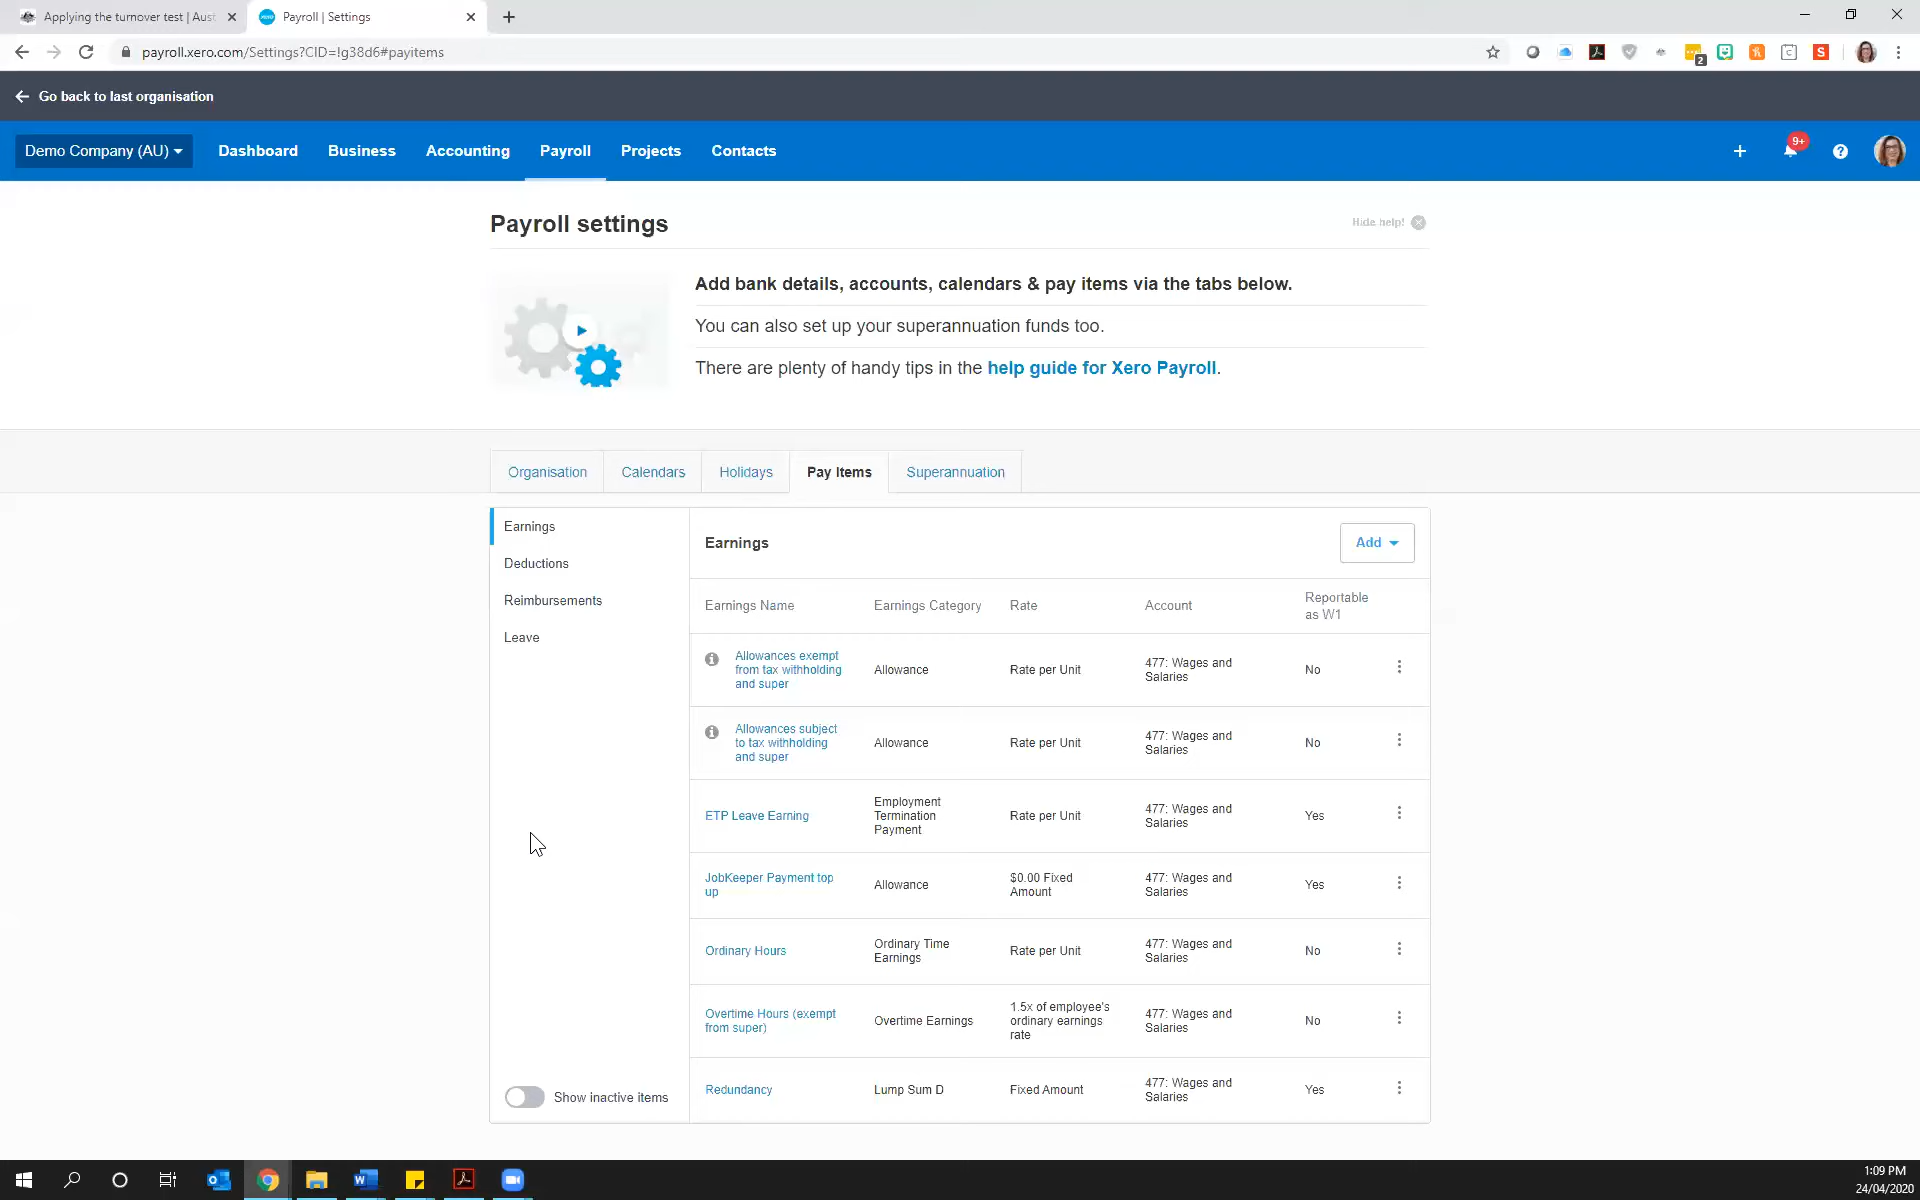 Applying the turnover test | Aust
Payroll | Settings
payroll.xero.com/Settings?CID=!g38d6#payitems
2
S
Go back to last organisation
Demo Company (AU)
Dashboard
Business
Accounting
Payroll
Projects
Contacts
+
9+
?
Payroll settings
Hide help!
Add bank details, accounts, calendars & pay items via the tabs below.
You can also set up your superannuation funds too.
There are plenty of handy tips in the help guide for Xero Payroll.
Organisation
Calendars
Holidays
Pay Items
Superannuation
Earnings
Deductions
Reimbursements
Leave
Show inactive items
Earnings
Add
Earnings Name
Earnings Category
Rate
Account
Reportable
as W1
Allowances exempt
from tax withholding
and super
Allowance
Rate per Unit
477: Wages and
Salaries
No
Allowances subject
to tax withholding
and super
Allowance
Rate per Unit
477: Wages and
Salaries
No
ETP Leave Earning
Employment
Termination
Payment
Rate per Unit
477: Wages and
Salaries
Yes
JobKeeper Payment top
up
Allowance
$0.00 Fixed
Amount
477: Wages and
Salaries
Yes
Ordinary Hours
Ordinary Time
Earnings
Rate per Unit
477: Wages and
Salaries
No
Overtime Hours (exempt
from super)
Overtime Earnings
1.5x of employee's
ordinary earnings
rate
477: Wages and
Salaries
No
Redundancy
Lump Sum D
Fixed Amount
477: Wages and
Salaries
Yes
1:09 PM
24/04/2020